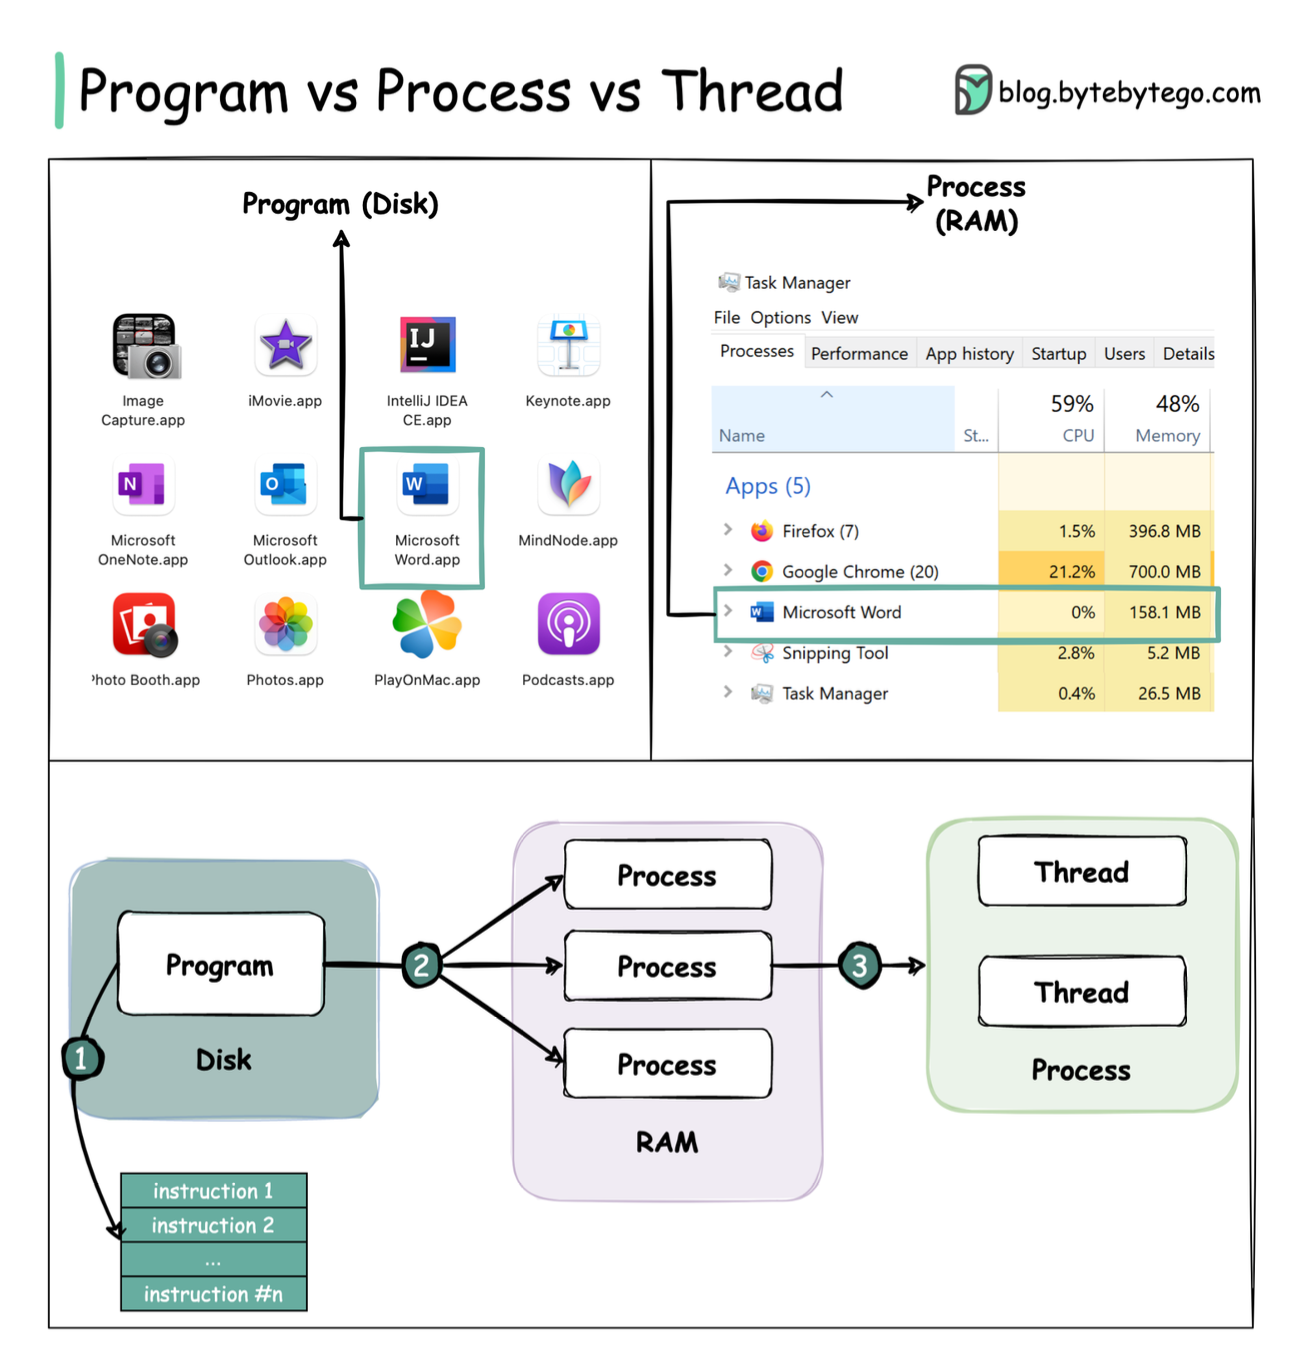 Program vs Process vs Thread
blog.bytebytego.com
Program (Disk)
Image
Capture.app
iMovie.app
IntelliJ IDEA
CE.app
Keynote.app
Microsoft
OneNote.app
Microsoft
Outlook.app
Microsoft
Word.app
MindNode.app
Photo Booth.app
Photos.app
PlayOnMac.app
Podcasts.app
Process
(RAM)
Task Manager
File Options View
Processes Performance App history Startup Users Details
59% 48%
Name St... CPU Memory
Apps (5)
Firefox (7) 1.5% 396.8 MB
Google Chrome (20) 21.2% 700.0 MB
Microsoft Word 0% 158.1 MB
Snipping Tool 2.8% 5.2 MB
Task Manager 0.4% 26.5 MB
Program
Disk
1
instruction 1
instruction 2
...
instruction #n
2
Process
Process
Process
RAM
3
Thread
Thread
Process